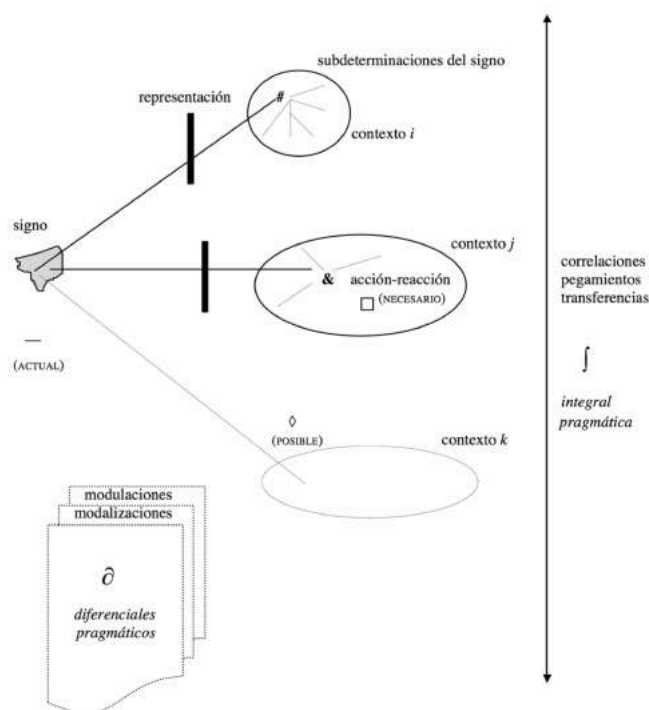 subdeterminaciones del signo
representación
#
contexto i
signo
contexto j
& acción-reacción
□ (NECESARIO)
correlaciones
pegamientos
transferencias
—
(ACTUAL)
∫
integral
pragmática
◊
(POSIBLE)
contexto k
modulaciones
modalizaciones
∂
diferenciales
pragmáticos